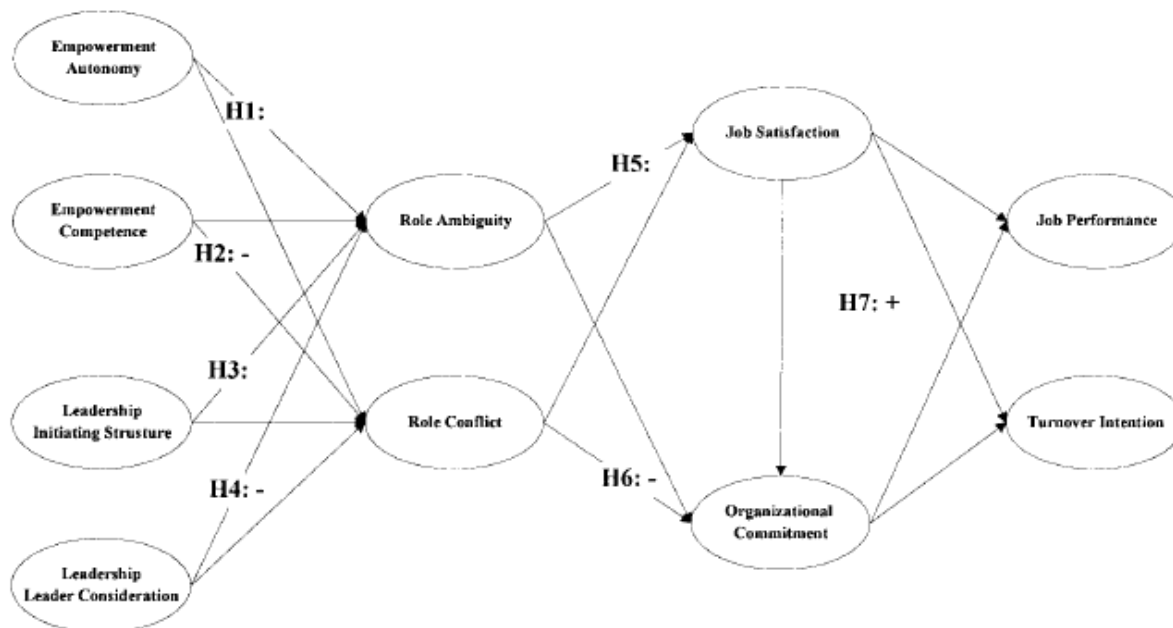 Empowerment
Autonomy
H1:
Job Satisfaction
H5:
Empowerment
Competence
Role Ambiguity
Job Performance
H2: -
H7: +
H3:
Leadership
Initiating Strusture
Role Conflict
Turnover Intention
H4: -
H6: -
Organizational
Commitment
Leadership
Leader Consideration